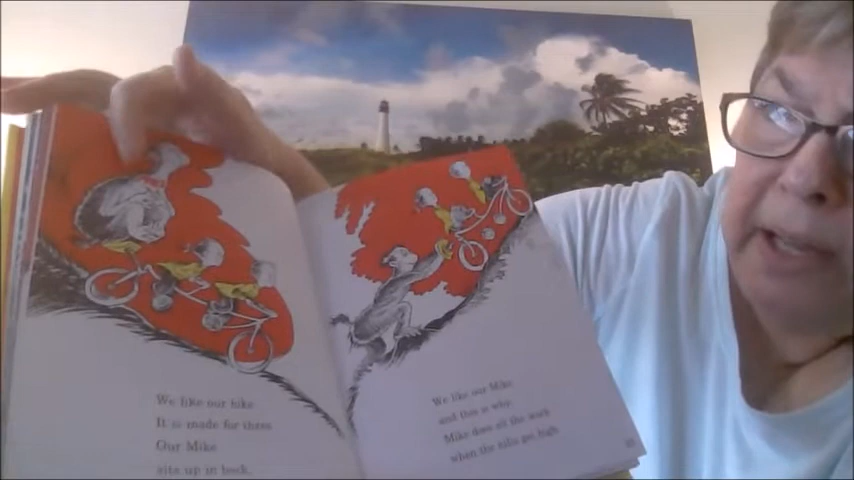 We like our bike
It is made for three
Our Mike
sits up in back,
We like our Mike
and this is why:
Mike does all the work
when the hills get high.